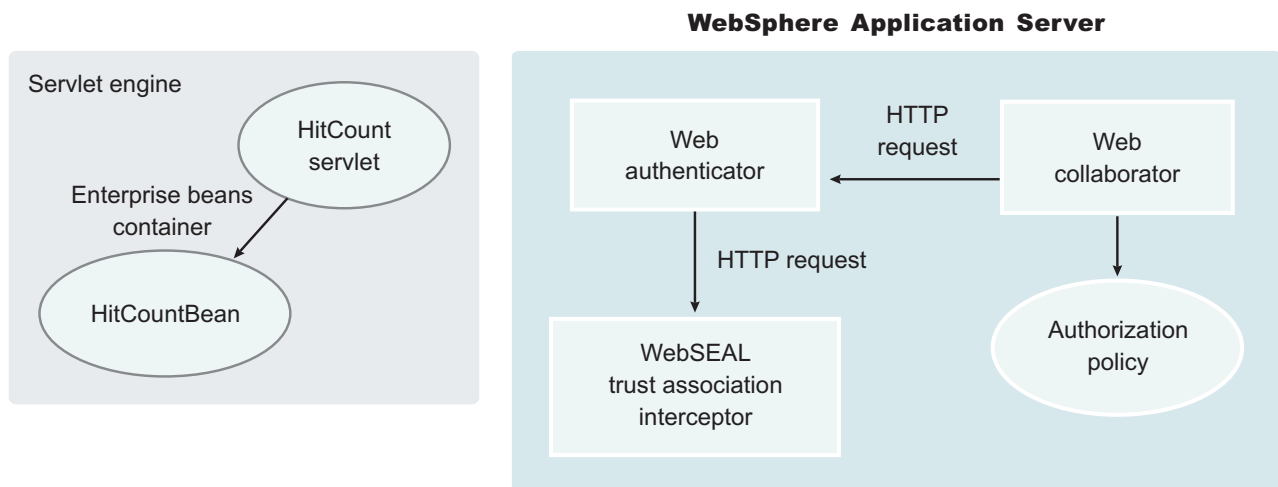 WebSphere Application Server
Servlet engine
HitCount
servlet
Enterprise beans
container
HitCountBean
Web
authenticator
HTTP
request
Web
collaborator
HTTP request
WebSEAL
trust association
interceptor
Authorization
policy